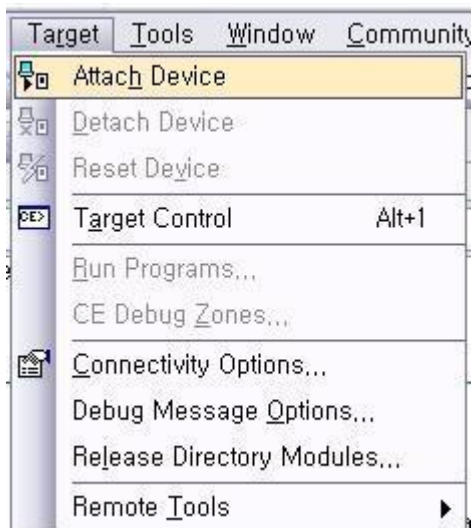 Target Tools Window Community
Attach Device
Detach Device
Reset Device
CE> Target Control Alt+1
Run Programs...
CE Debug Zones...
Connectivity Options...
Debug Message Options...
Release Directory Modules...
Remote Tools